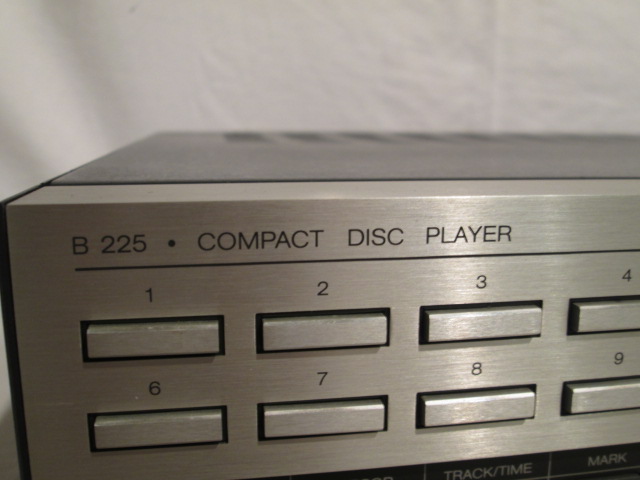 B 225 • COMPACT DISC PLAYER
1 2 3 4
6 7 8 9
TRACK/TIME MARK